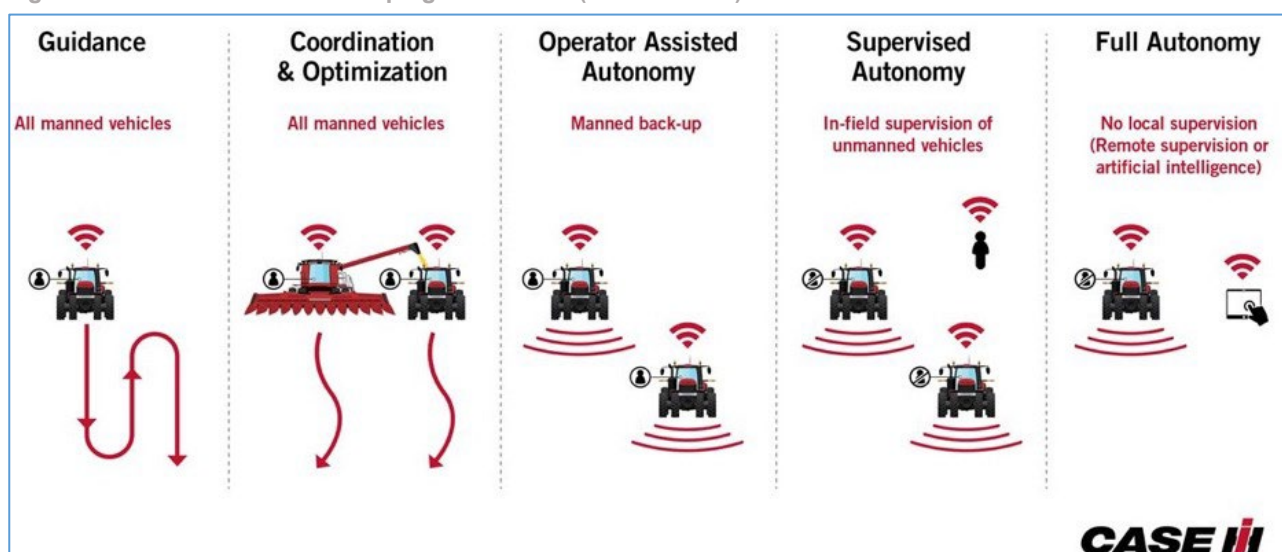 Guidance
All manned vehicles
Coordination
& Optimization
All manned vehicles
Operator Assisted
Autonomy
Manned back-up
Supervised
Autonomy
In-field supervision of
unmanned vehicles
Full Autonomy
No local supervision
(Remote supervision or
artificial intelligence)
CASE IH